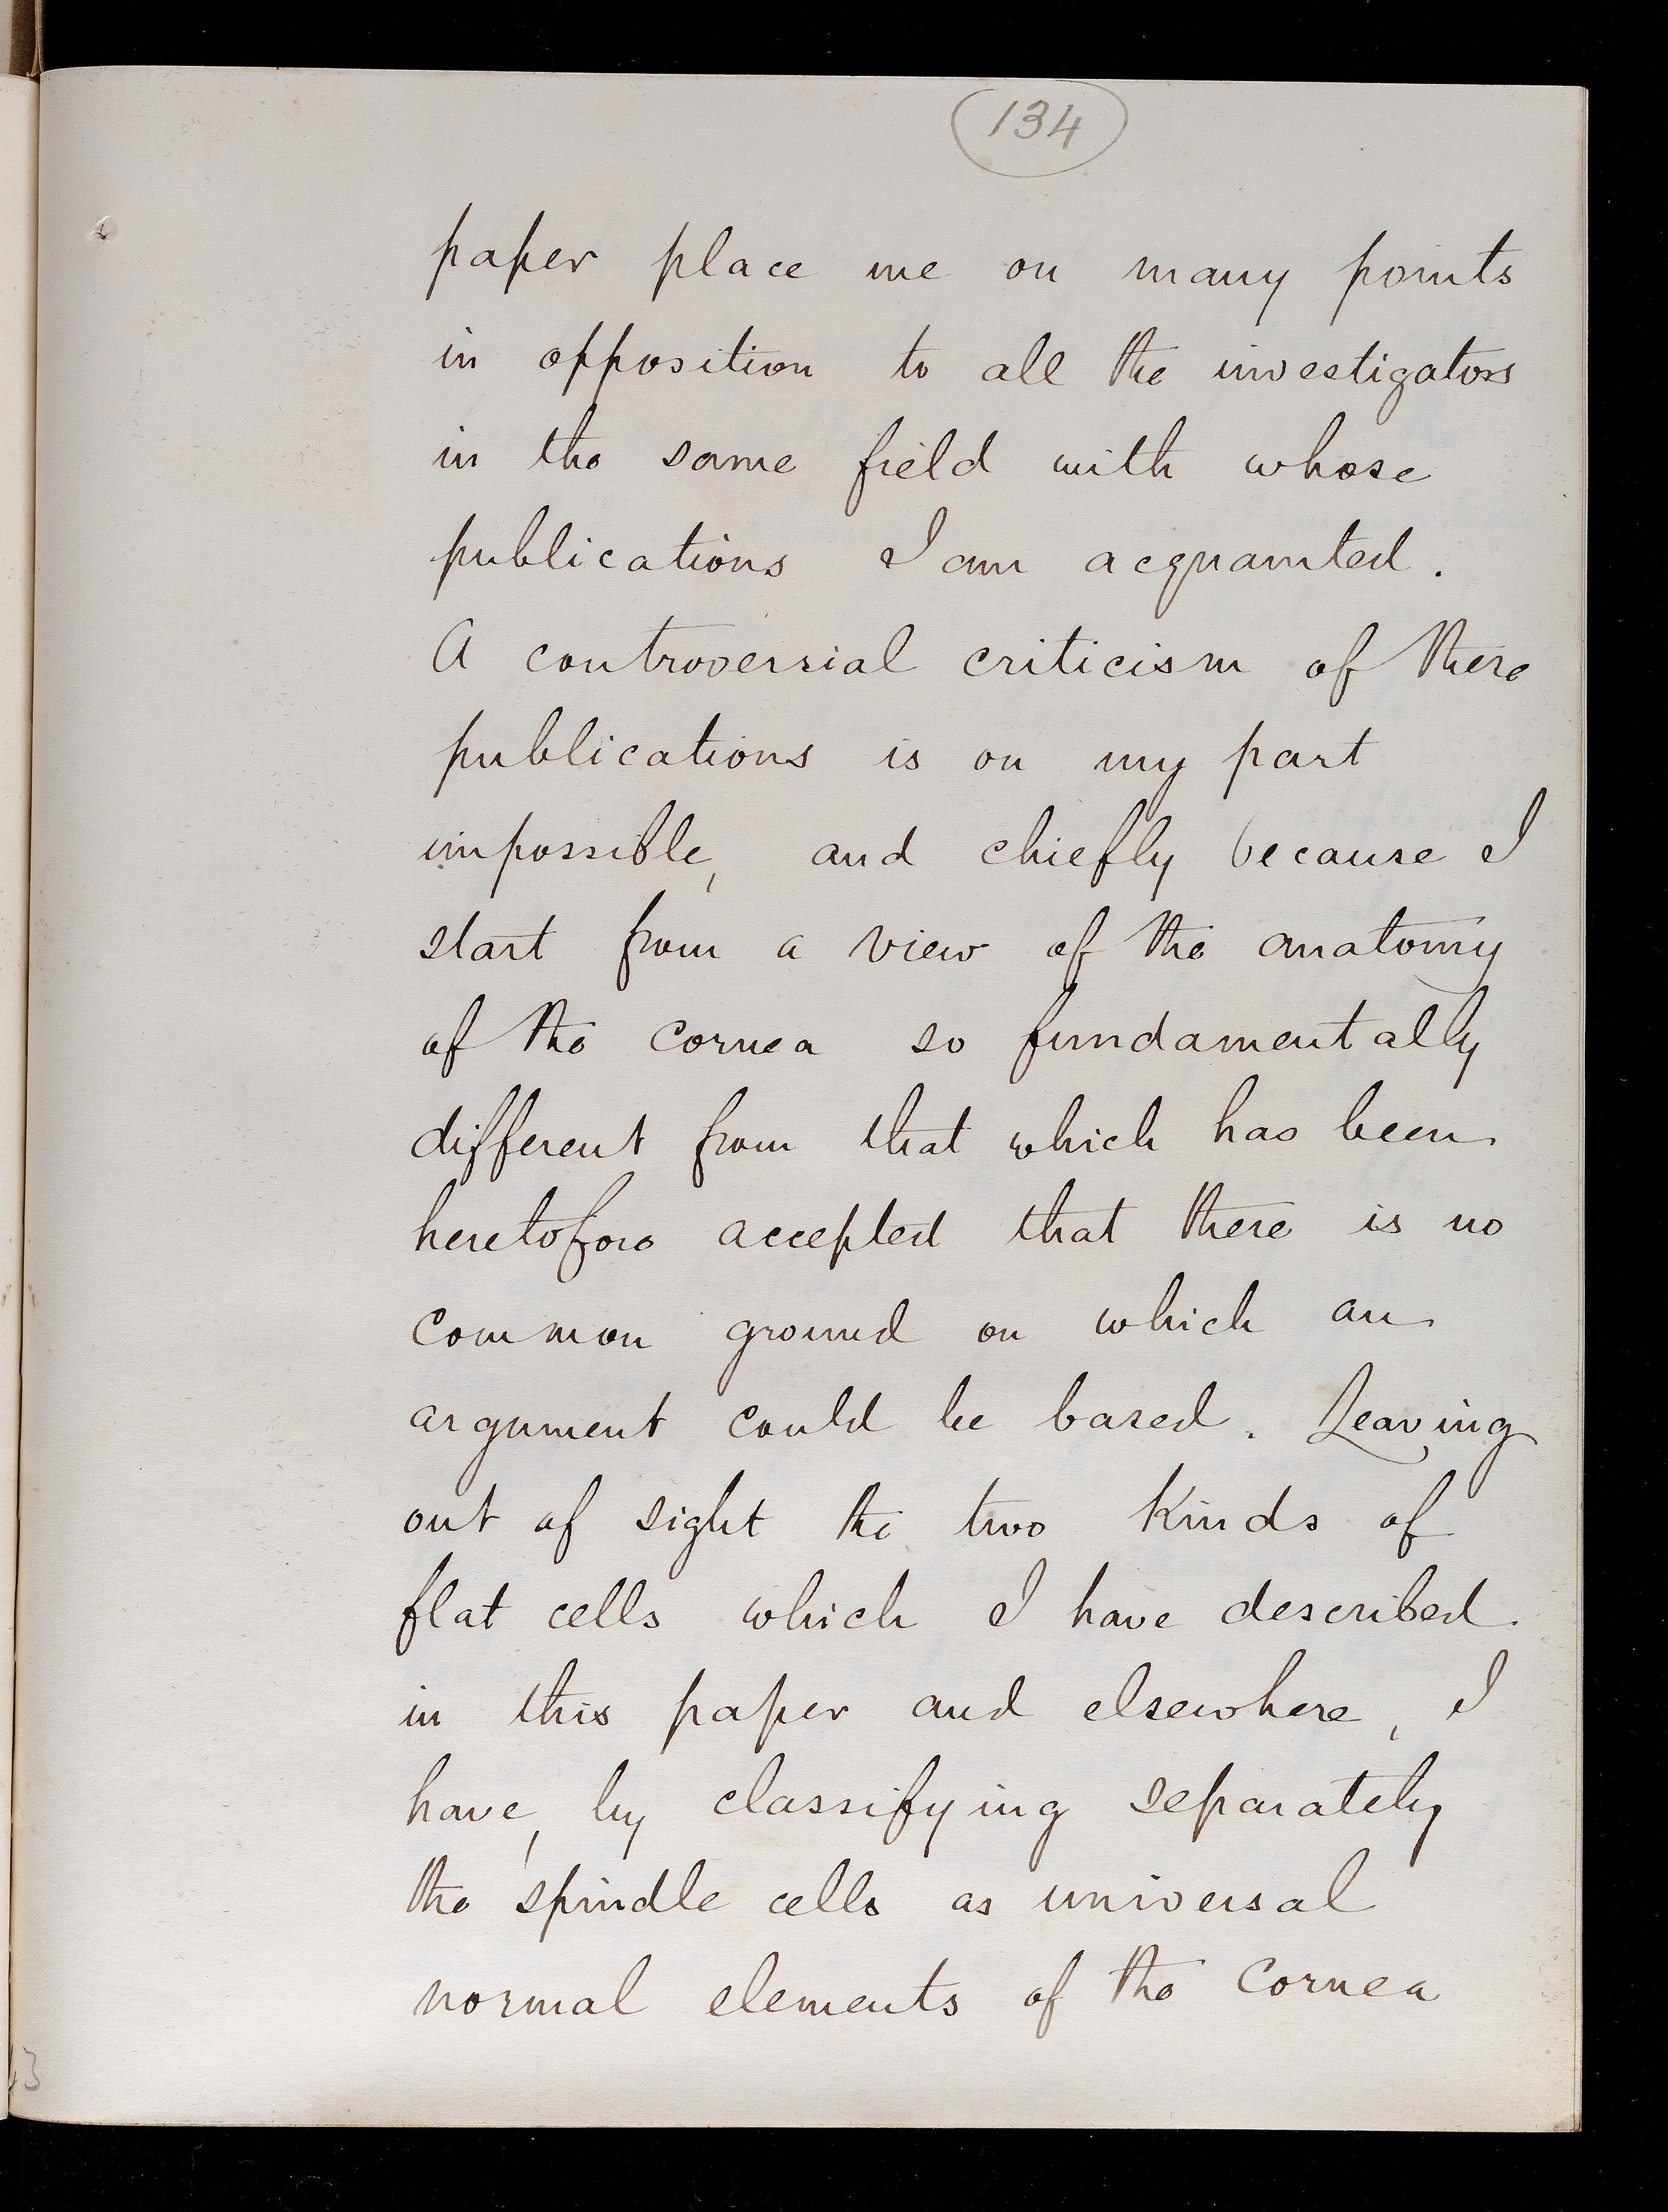 134
paper place me on many points
in opposition to all the investigators
in the same field with whose
publications I am acquainted.
A controversial criticism of these
publications is on my part
impossible, and chiefly because I
start from a view of the anatomy
of the cornea so fundamentally
different from that which has been
heretofore accepted that there is no
common ground on which an
argument could be based. Leaving
out of sight the two kinds of
flat cells which I have described
in this paper and elsewhere, I
have, by classifying separately
the spindle cells as universal
normal elements of the Cornea